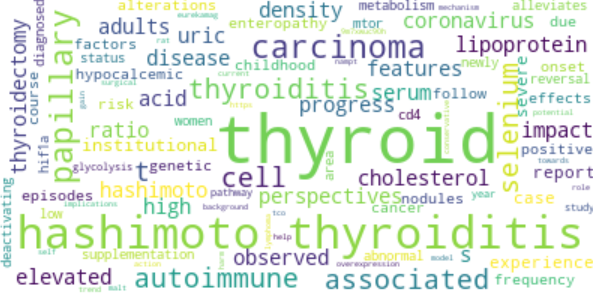 alterations
eurekamag
density
metabolism
mechanism
alleviates
adults
uric
enteropathy
mtor
coronavirus
due
factors
carcinoma
lipoprotein
status
disease
childhood
features
newly
onset
hypocalcemic
reversal
thyroidectomy
course
diagnosed
papillary
thyroiditis
serum
follow
severe
effects
current
nampt
surgical
rat
gain
risk
acid
progress
cd4
potential
women
ratio
https
thyroid
conservative
selenium
impact
institutional
positive
hif1a
glycolysis
t
genetic
area
towards
cell
cholesterol
report
deactivating
episodes
hashimoto
pathway
perspectives
nodules
year
role
implications
low
high
background
cancer
case
study
tco
hashimoto thyroiditis
help
self
supplementation
observed
abnormal
model
s
experience
action
overexpression
elevated
autoimmune
associated
frequency
trend
malt